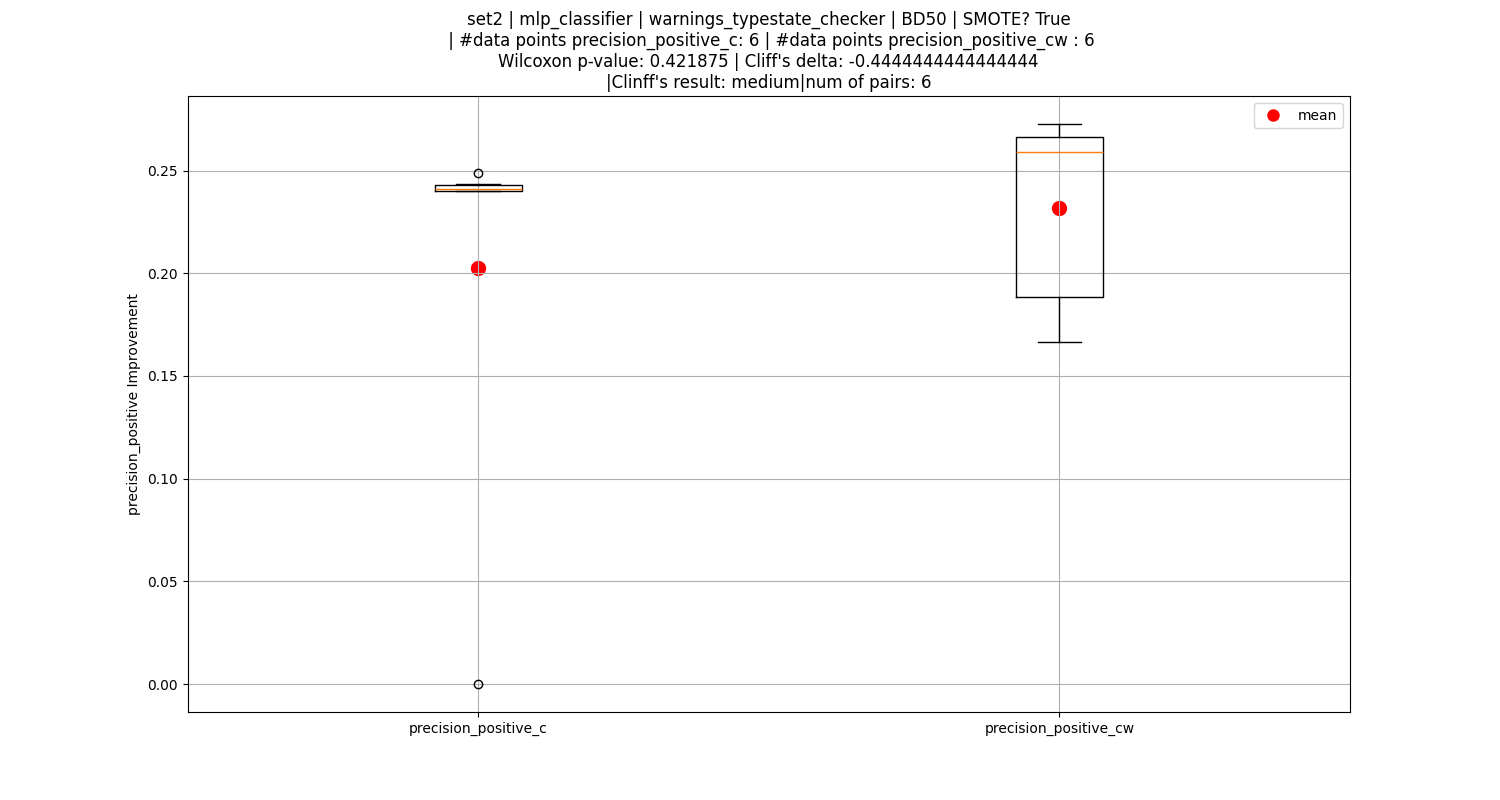 set2 | mlp_classifier | warnings_typestate_checker | BD50 | SMOTE? True
| #data points precision_positive_c: 6 | #data points precision_positive_cw : 6
Wilcoxon p-value: 0.421875 | Cliff's delta: -0.4444444444444444
|Clinff's result: medium|num of pairs: 6
mean
precision_positive Improvement
0.25
0.20
0.15
0.10
0.05
0.00
precision_positive_c
precision_positive_cw